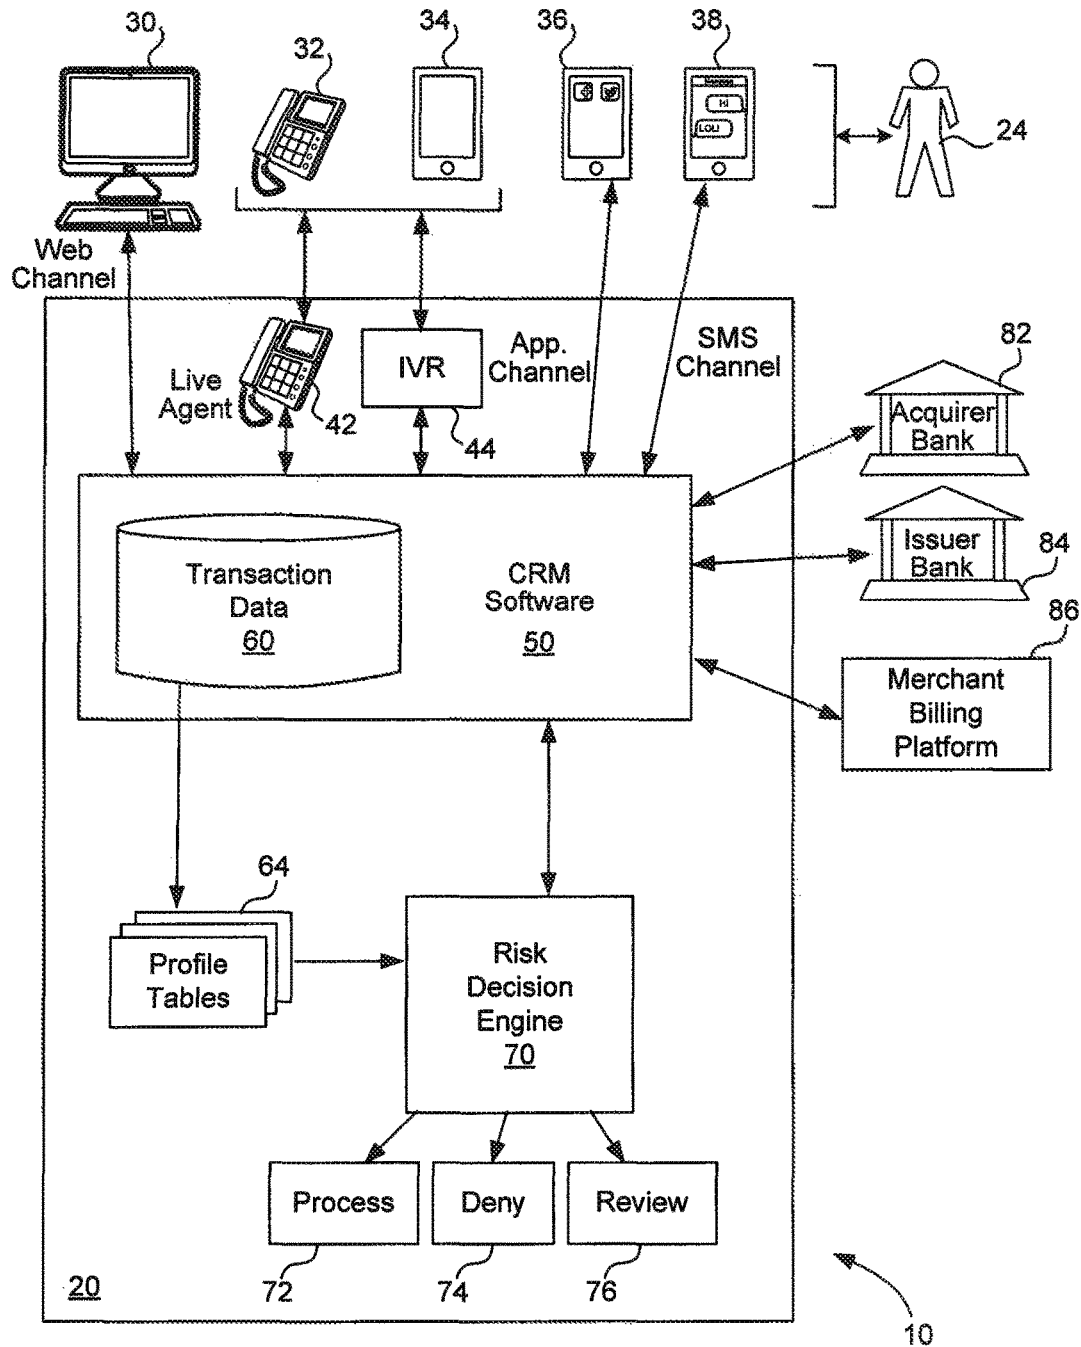 30
32
34
36
38
HI
LOL!
24
Web
Channel
Live
Agent
42
IVR
44
App.
Channel
SMS
Channel
82
Acquirer
Bank
Issuer
Bank
84
86
Merchant
Billing
Platform
Transaction
Data
60
CRM
Software
50
64
Profile
Tables
Risk
Decision
Engine
70
Process
Deny
Review
72
74
76
20
10